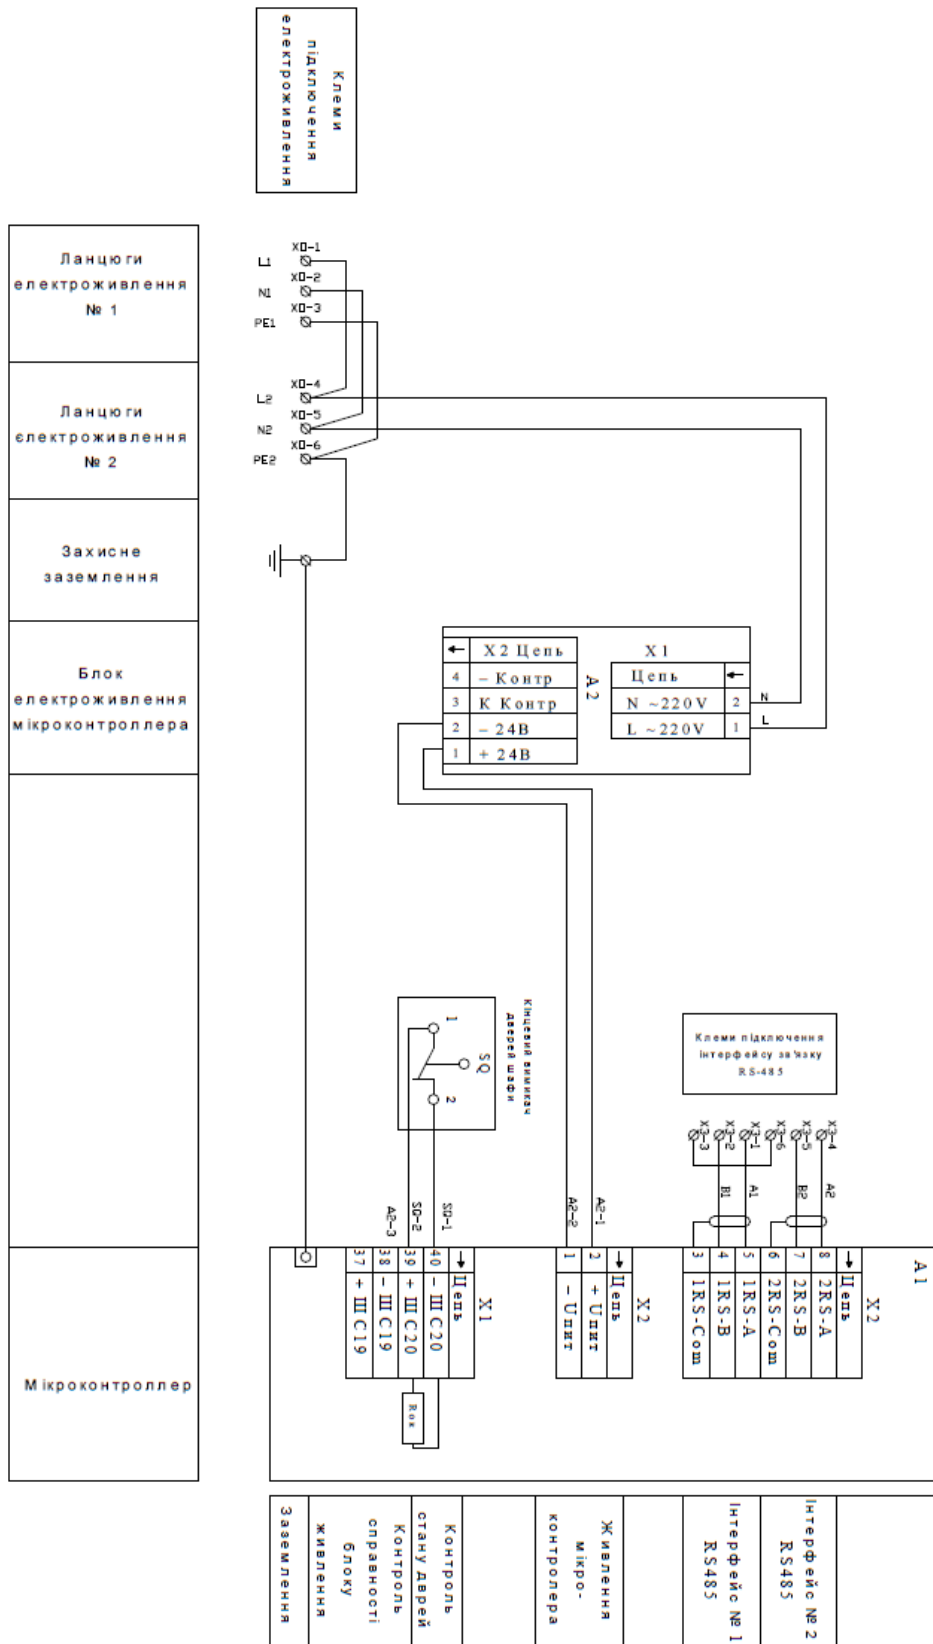 Клеми
підключення
електроживлення
Ланцюги
електроживлення
№ 1
Ланцюги
єлектроживлення
№ 2
Захисне
заземлення
Блок
електроживлення
мікроконтроллера
Мікроконтроллер
X0-1
L1
X0-2
N1
X0-3
PE1
X0-4
L2
X0-5
N2
X0-6
PE2
X2 Цепь
4 – Контр
3 К Контр
2 – 24В
1 + 24В
A2
X1
Цепь
N ~220V 2
L ~220V 1
N
L
Кінцевий вимикач
дверей шафи
SQ
1
2
Клеми підключення
інтерфейсу зв'язку
RS-485
X3-3
X3-2
X3-1
X3-6
X3-5
X3-4
B1
A1
B2
A2
A2-3
SQ-2
SQ-1
A2-2
A2-1
A1
X2
Цепь
8 2RS-A
7 2RS-B
6 2RS-Com
5 1RS-A
4 1RS-B
3 1RS-Com
X2
Цепь
2 + Uпит
1 – Uпит
X1
Цепь
40 – ШС20
39 + ШС20
38 – ШС19
37 + ШС19
Rок
Інтерфейс № 2
RS485
Інтерфейс № 1
RS485
Живлення
мікро-
контролера
Контроль
стану дверей
Контроль
справності
блоку
живлення
Заземлення